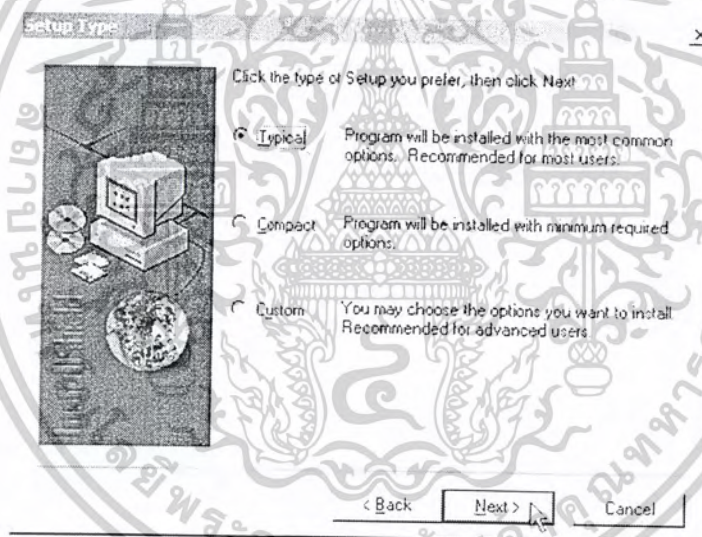 Setup Type
Click the type of Setup you prefer, then click Next
Typical
Program will be installed with the most common
options. Recommended for most users.
Compact
Program will be installed with minimum required
options.
Custom
You may choose the options you want to install
Recommended for advanced users.
InstallShield
< Back
Next >
Cancel